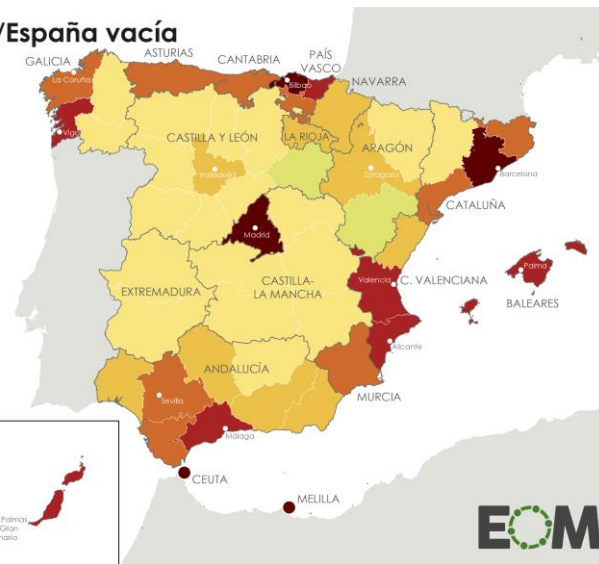 /España vacía
GALICIA
ASTURIAS
CANTABRIA
PAÍS
VASCO
NAVARRA
La Coruña
Bilbao
Vigo
CASTILLA Y LEÓN
LA RIOJA
ARAGÓN
Valladolid
Zaragoza
Barcelona
CATALUÑA
Madrid
EXTREMADURA
CASTILLA-
LA MANCHA
Valencia
C. VALENCIANA
Palma
BALEARES
Alicante
ANDALUCÍA
MURCIA
Sevilla
Málaga
CEUTA
MELILLA
Palmas
Gran
naria
EOM